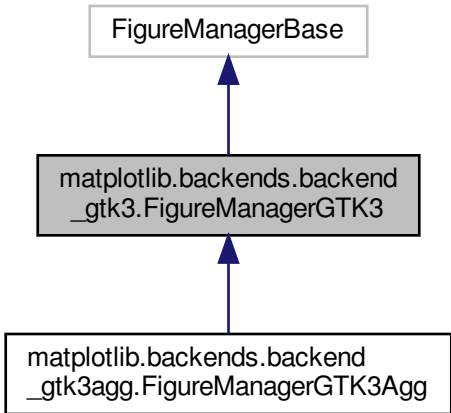 FigureManagerBase
matplotlib.backends.backend
_gtk3.FigureManagerGTK3
matplotlib.backends.backend
_gtk3agg.FigureManagerGTK3Agg